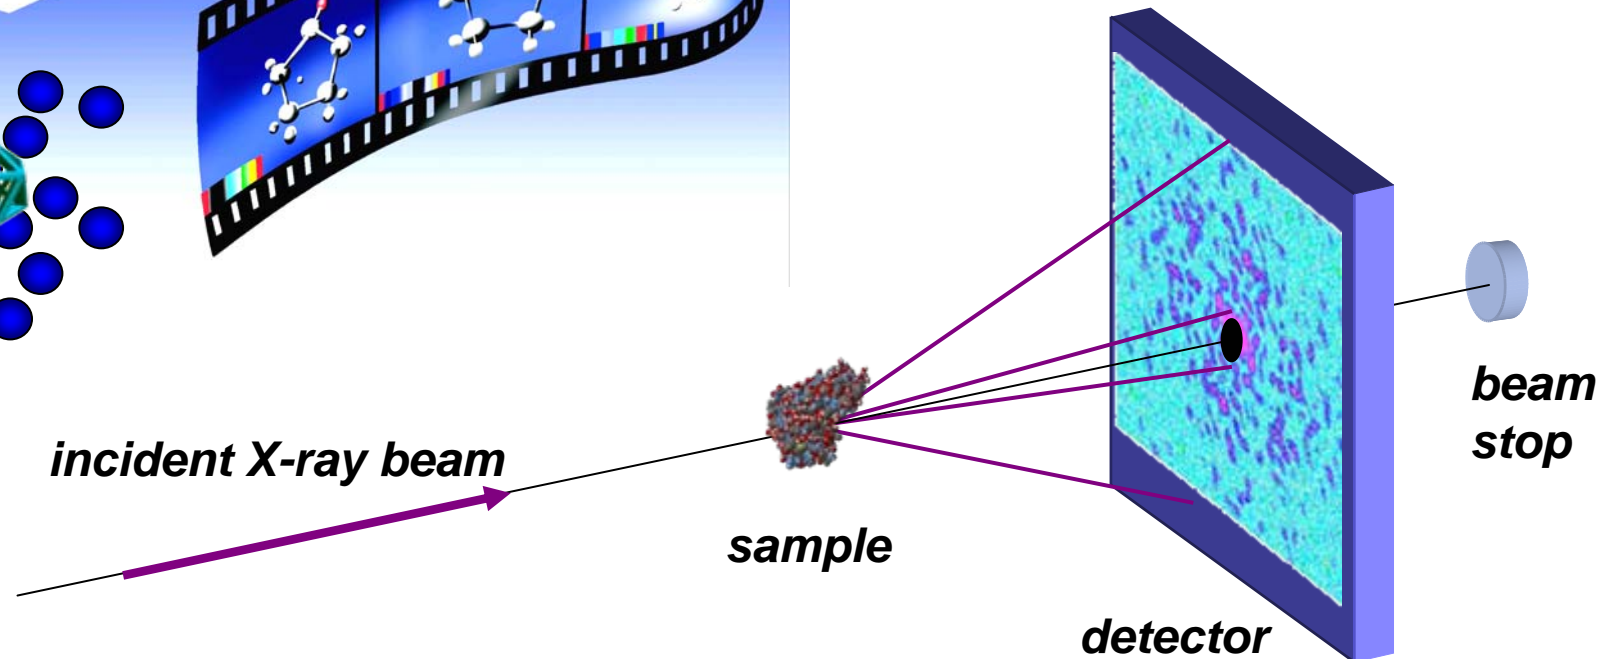 incident X-ray beam
sample
detector
beam
stop